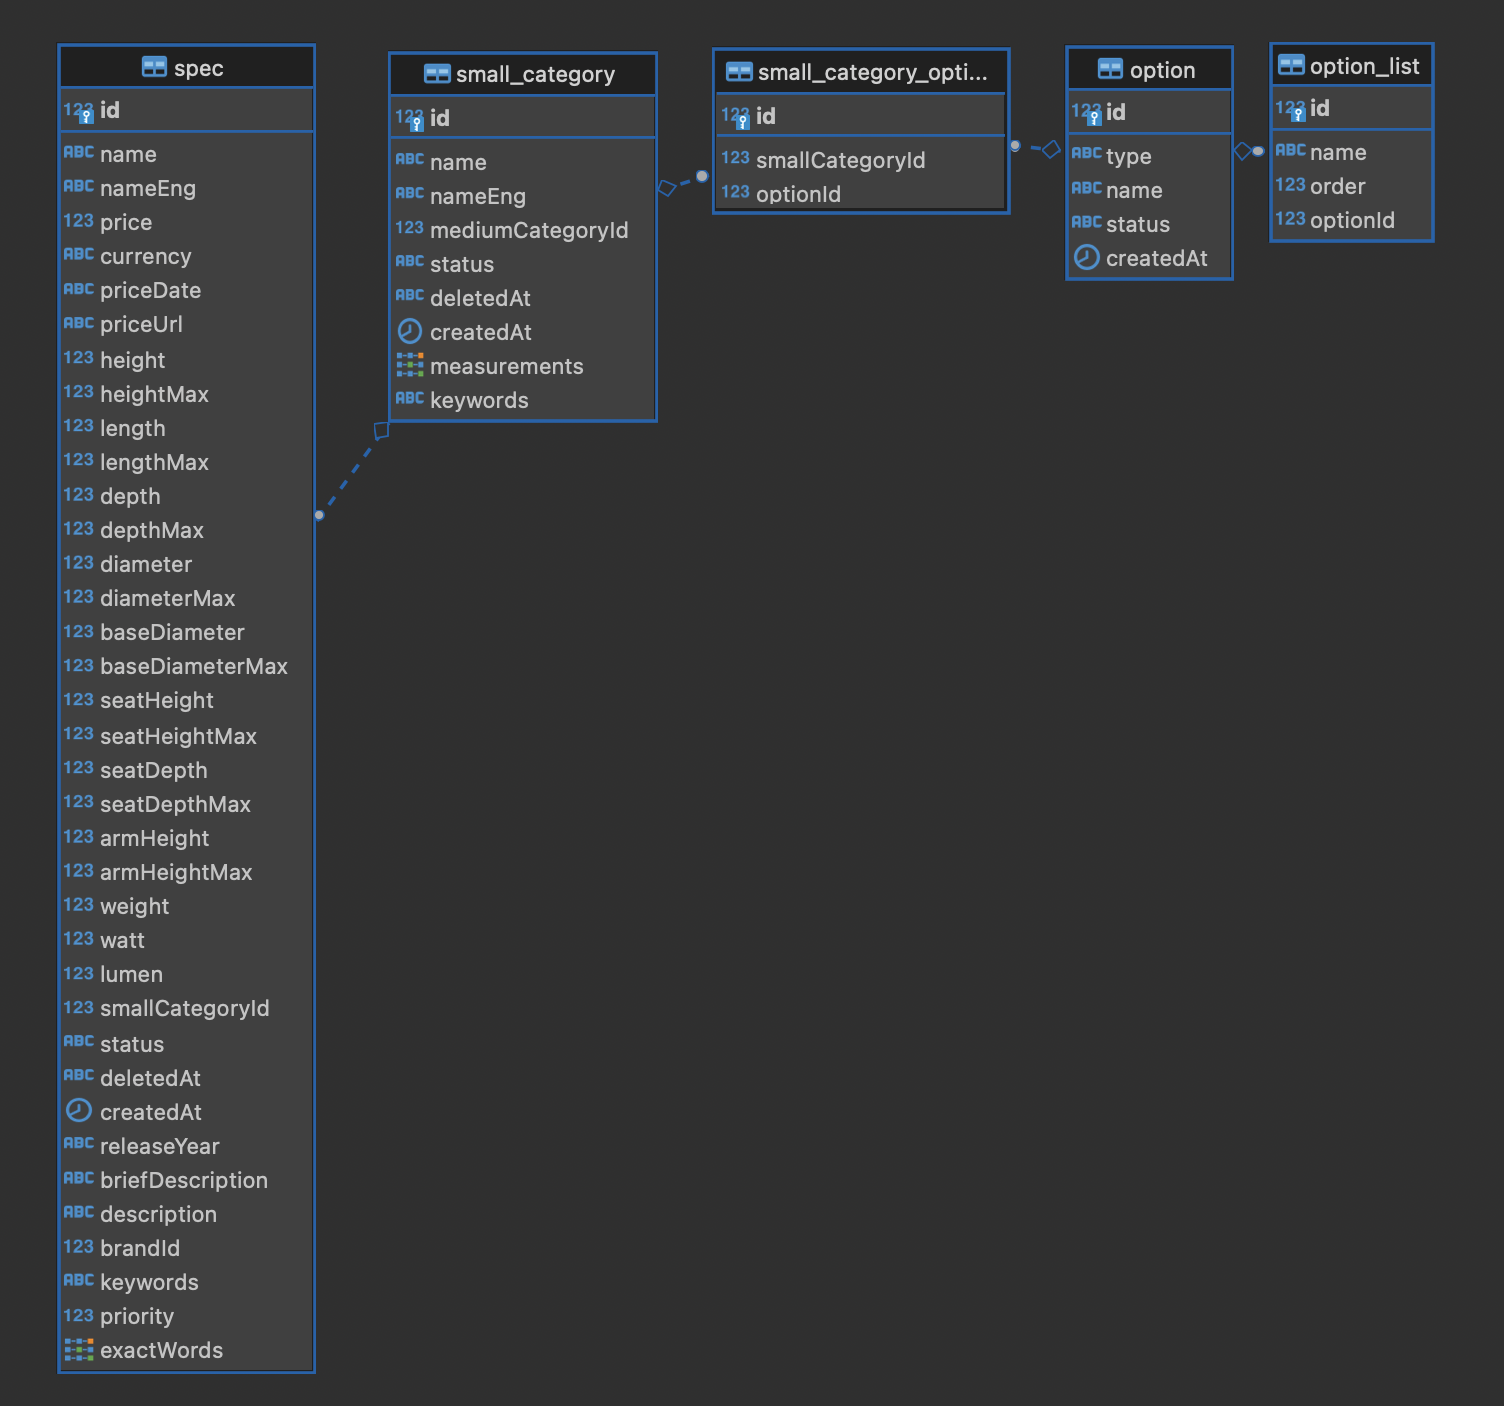 spec
123 id
ABC name
ABC nameEng
123 price
ABC currency
ABC priceDate
ABC priceUrl
123 height
123 heightMax
123 length
123 lengthMax
123 depth
123 depthMax
123 diameter
123 diameterMax
123 baseDiameter
123 baseDiameterMax
123 seatHeight
123 seatHeightMax
123 seatDepth
123 seatDepthMax
123 armHeight
123 armHeightMax
123 weight
123 watt
123 lumen
123 smallCategoryId
ABC status
ABC deletedAt
createdAt
ABC releaseYear
ABC briefDescription
ABC description
123 brandId
ABC keywords
123 priority
exactWords
small_category
123 id
ABC name
ABC nameEng
123 mediumCategoryId
ABC status
ABC deletedAt
createdAt
measurements
ABC keywords
small_category_opti...
123 id
123 smallCategoryId
123 optionId
option
123 id
ABC type
ABC name
ABC status
createdAt
option_list
123 id
ABC name
123 order
123 optionId